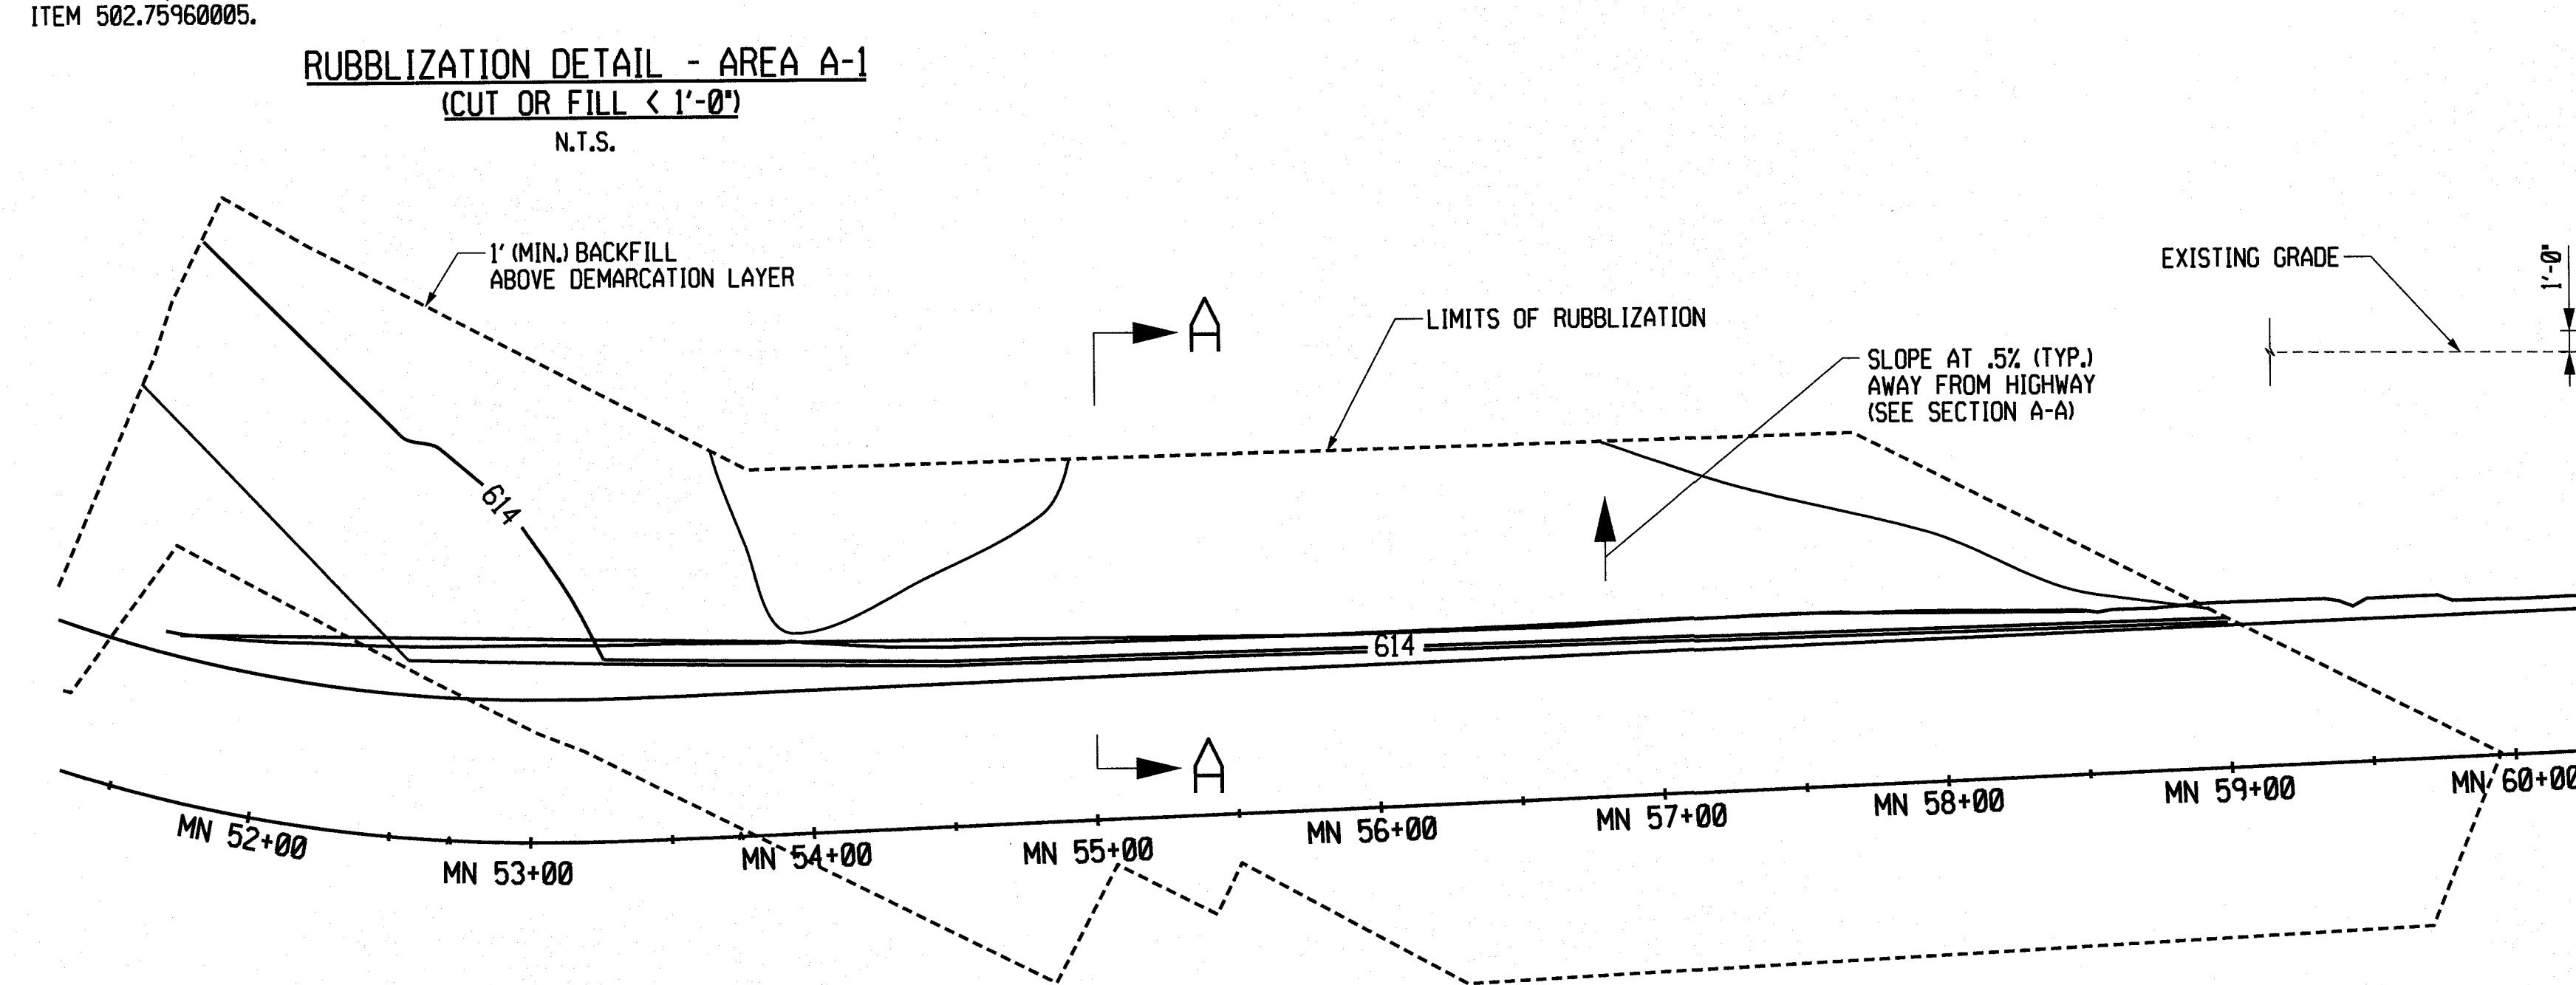 ITEM 502.75960005.
RUBBLIZATION DETAIL - AREA A-1
(CUT OR FILL < 1'-0")
N.T.S.
1' (MIN.) BACKFILL
ABOVE DEMARCATION LAYER
A
LIMITS OF RUBBLIZATION
SLOPE AT .5% (TYP.)
AWAY FROM HIGHWAY
(SEE SECTION A-A)
EXISTING GRADE
1'-0"
614
614
A
MN 52+00
MN 53+00
MN 54+00
MN 55+00
MN 56+00
MN 57+00
MN 58+00
MN 59+00
MN 60+00